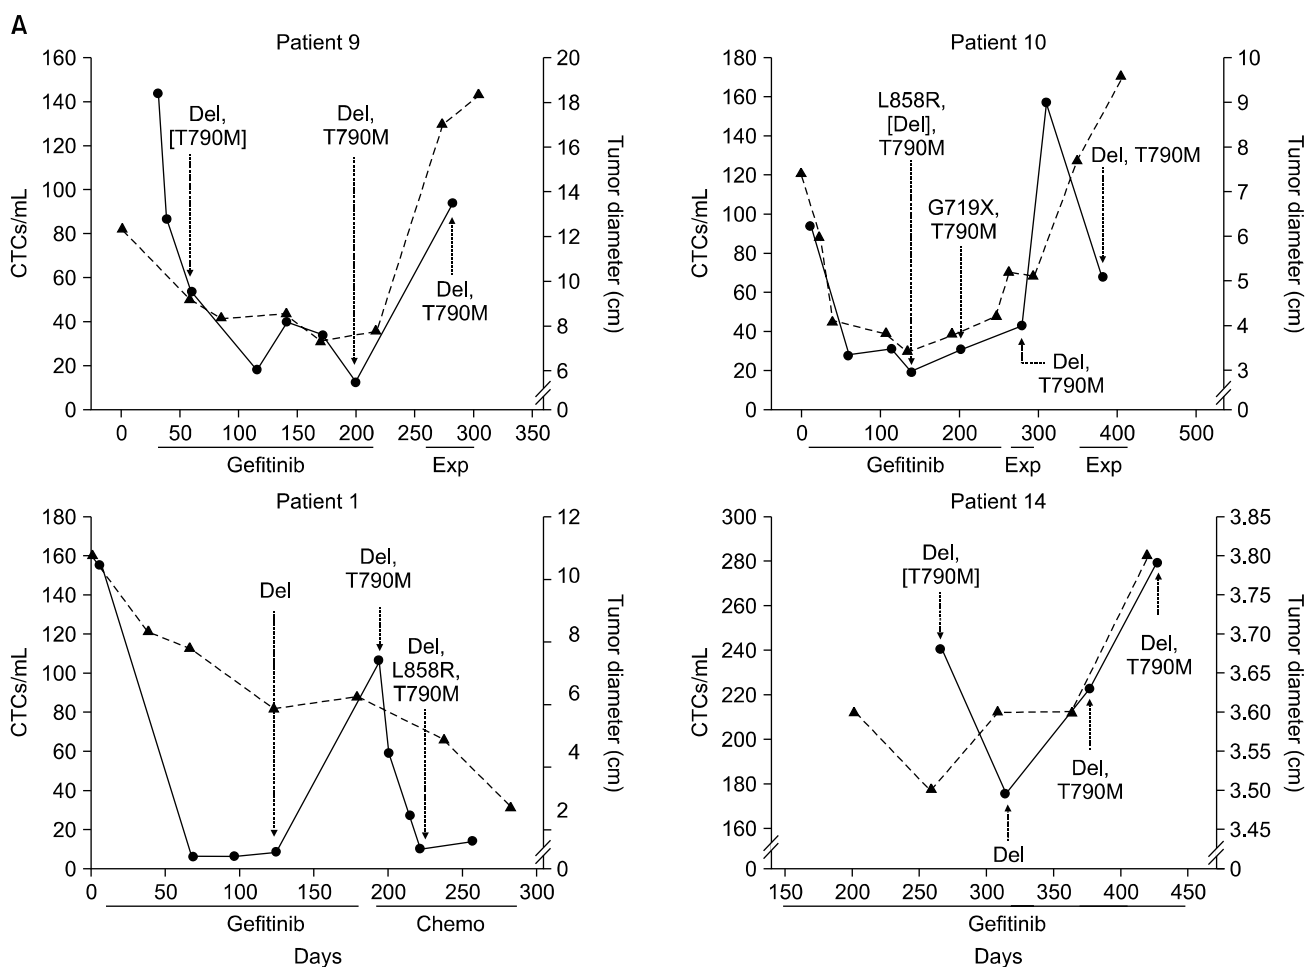 A
Patient 9
160
140
120
100
80
60
40
20
0
CTCs/mL
20
18
16
14
12
10
8
6
0
Tumor diameter (cm)
Del,
[T790M]
Del,
T790M
Del,
T790M
0 50 100 150 200 250 300 350
Gefitinib Exp
Patient 10
180
160
140
120
100
80
60
40
20
0
CTCs/mL
10
9
8
7
6
5
4
3
0
Tumor diameter (cm)
L858R,
[Del],
T790M
G719X,
T790M
Del, T790M
Del,
T790M
0 100 200 300 400 500
Gefitinib Exp Exp
Patient 1
180
160
140
120
100
80
60
40
20
0
CTCs/mL
12
10
8
6
4
2
0
Tumor diameter (cm)
Del
Del,
T790M
Del,
L858R,
T790M
0 50 100 150 200 250 300
Gefitinib Chemo
Days
Patient 14
300
280
260
240
220
200
180
160
0
CTCs/mL
3.85
3.80
3.75
3.70
3.65
3.60
3.55
3.50
3.45
0
Tumor diameter (cm)
Del,
[T790M]
Del
Del,
T790M
Del,
T790M
150 200 250 300 350 400 450
Gefitinib
Days